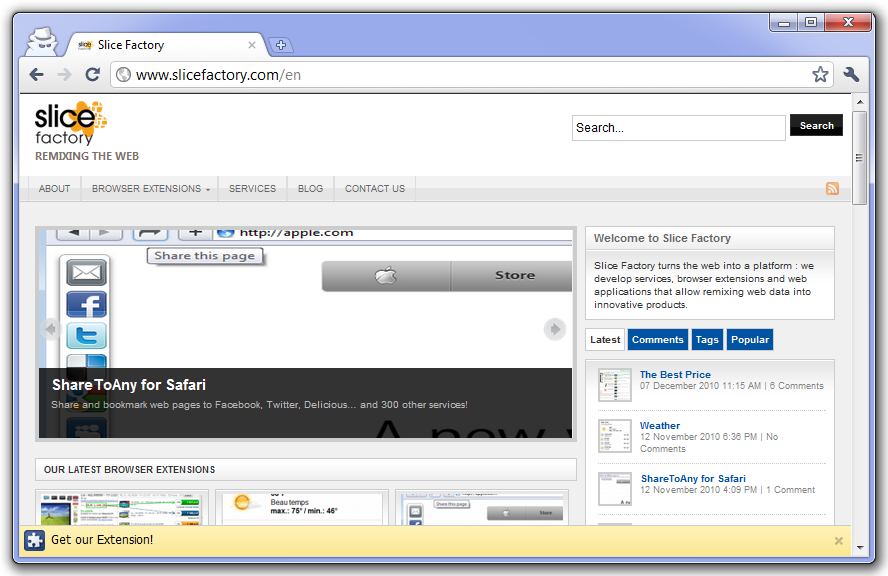 Slice Factory
www.slicefactory.com/en
slice
factory
REMIXING THE WEB
Search...
Search
ABOUT
BROWSER EXTENSIONS
SERVICES
BLOG
CONTACT US
http://apple.com
Share this page
Store
ShareToAny for Safari
Share and bookmark web pages to Facebook, Twitter, Delicious... and 300 other services!
A new
Welcome to Slice Factory
Slice Factory turns the web into a platform : we
develop services, browser extensions and web
applications that allow remixing web data into
innovative products.
Latest
Comments
Tags
Popular
The Best Price
07 December 2010 11:15 AM | 6 Comments
Weather
12 November 2010 6:36 PM | No
Comments
ShareToAny for Safari
12 November 2010 4:09 PM | 1 Comment
OUR LATEST BROWSER EXTENSIONS
Beau temps
max.: 75° / min.: 46°
Share this page
Store
Get our Extension!